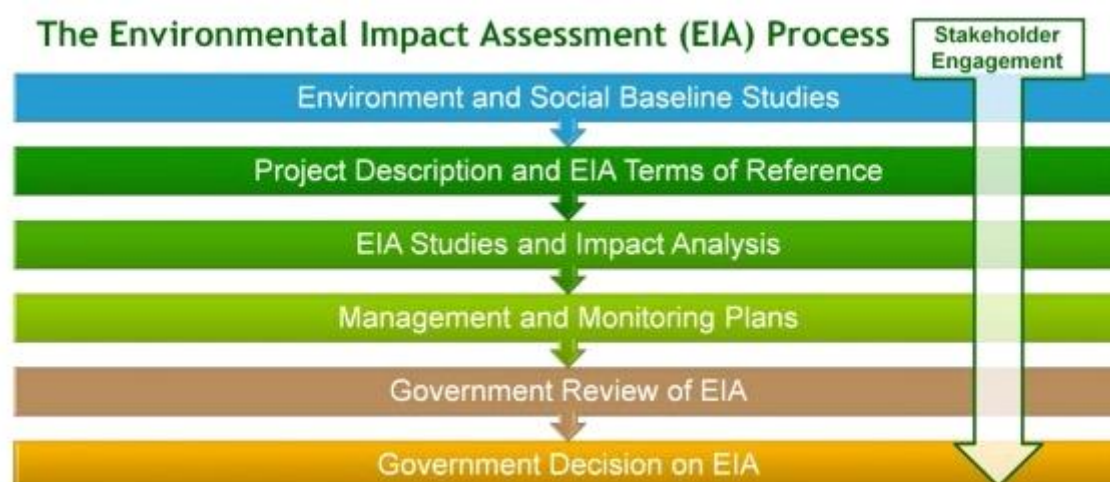 The Environmental Impact Assessment (EIA) Process
Stakeholder
Engagement
Environment and Social Baseline Studies
Project Description and EIA Terms of Reference
EIA Studies and Impact Analysis
Management and Monitoring Plans
Government Review of EIA
Government Decision on EIA